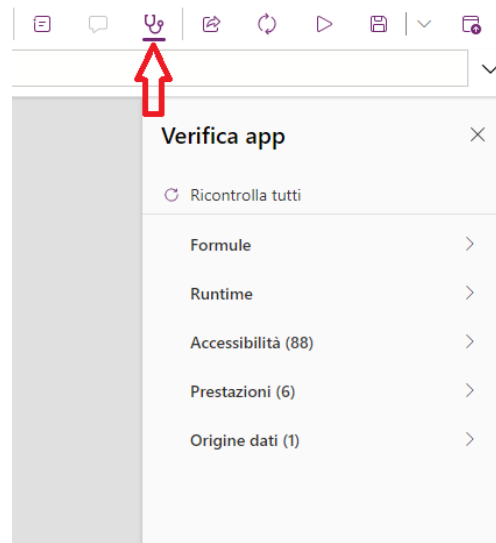 Verifica app
Ricontrolla tutti
Formule
Runtime
Accessibilità (88)
Prestazioni (6)
Origine dati (1)